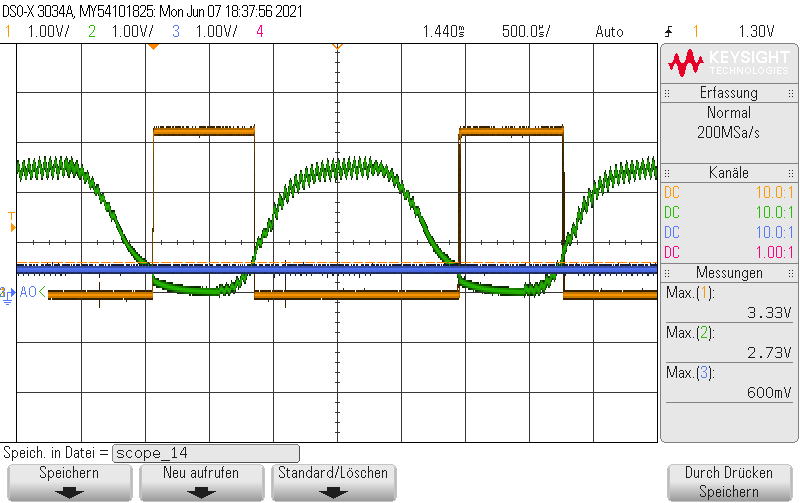 DSO-X 3034A, MY54101825: Mon Jun 07 18:37:56 2021
1 1.00V/ 2 1.00V/ 3 1.00V/ 4 1.440s 500.0s/ Auto 1 1.30V
KEYSIGHT
TECHNOLOGIES
Erfassung
Normal
200MSa/s
Kanäle
DC 10.0:1
DC 10.0:1
DC 10.0:1
DC 1.00:1
Messungen
Max.(1):
3.33V
Max.(2):
2.73V
Max.(3):
600mV
T
AO
Speich. in Datei = scope_14
Speichern
Neu aufrufen
Standard/Löschen
Durch Drücken
Speichern